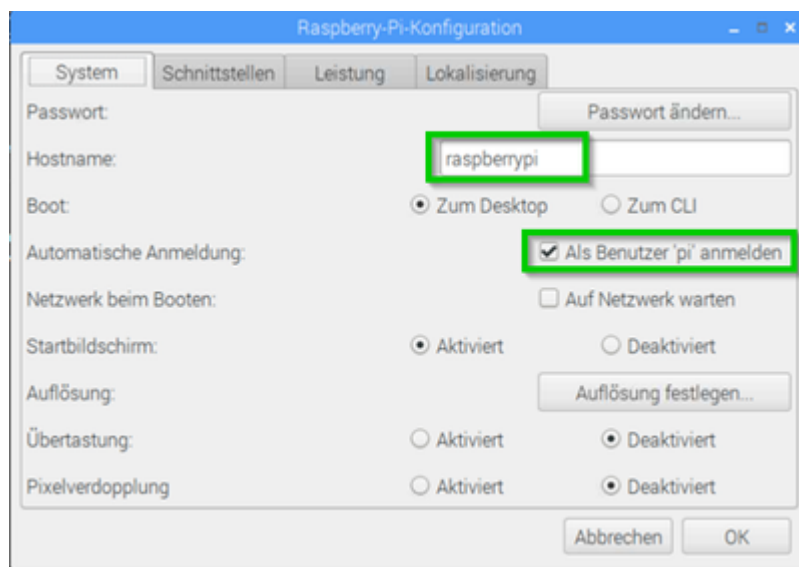 Raspberry-Pi-Konfiguration
System Schnittstellen Leistung Lokalisierung
Passwort: Passwort ändern...
Hostname: raspberrypi
Boot: Zum Desktop Zum CLI
Automatische Anmeldung: Als Benutzer 'pi' anmelden
Netzwerk beim Booten: Auf Netzwerk warten
Startbildschirm: Aktiviert Deaktiviert
Auflösung: Auflösung festlegen...
Übertastung: Aktiviert Deaktiviert
Pixelverdopplung Aktiviert Deaktiviert
Abbrechen OK